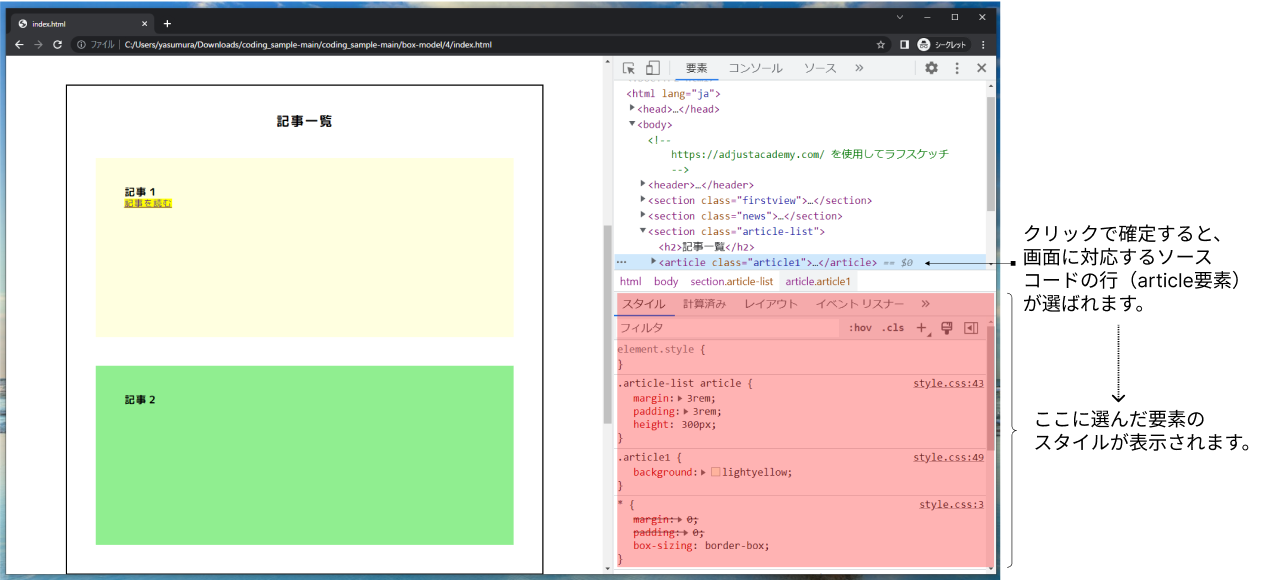 index.html
ファイル | C:/Users/yasumura/Downloads/coding_sample-main/coding_sample-main/box-model/4/index.html
シークレット
記事一覧
記事 1
記事を読む
記事 2
要素 コンソール ソース »
<html lang="ja">
<head>…</head>
<body>
<!--
https://adjustacademy.com/ を使用してラフスケッチ
-->
<header>…</header>
<section class="firstview">…</section>
<section class="news">…</section>
<section class="article-list">
<h2>記事一覧</h2>
<article class="article1">…</article> == $0
html body section.article-list article.article1
スタイル 計算済み レイアウト イベント リスナー »
フィルタ :hov .cls +
element.style {
}
.article-list article { style.css:43
margin: 3rem;
padding: 3rem;
height: 300px;
}
.article1 { style.css:49
background: lightyellow;
}
* { style.css:3
margin: 0;
padding: 0;
box-sizing: border-box;
}
クリックで確定すると、
画面に対応するソース
コードの行（article要素）
が選ばれます。
ここに選んだ要素の
スタイルが表示されます。